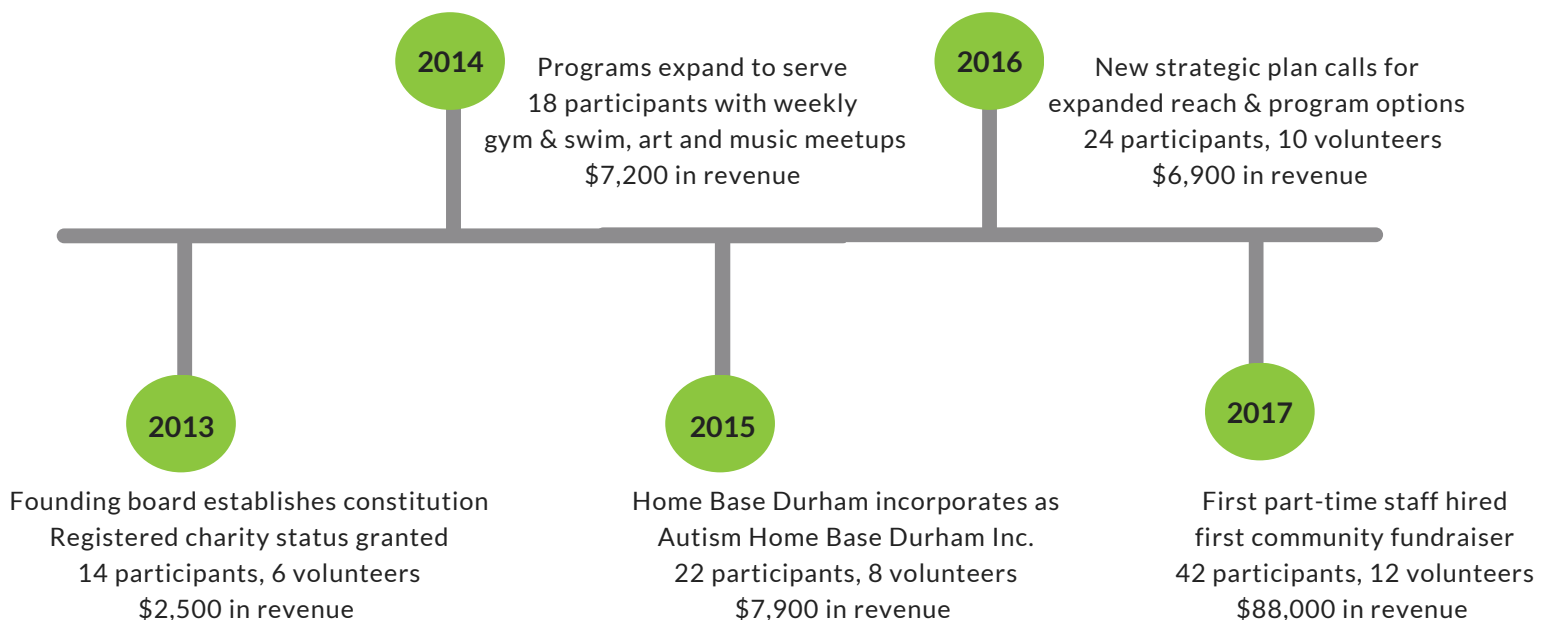 2014
Programs expand to serve
18 participants with weekly
gym & swim, art and music meetups
$7,200 in revenue
2016
New strategic plan calls for
expanded reach & program options
24 participants, 10 volunteers
$6,900 in revenue
2013
Founding board establishes constitution
Registered charity status granted
14 participants, 6 volunteers
$2,500 in revenue
2015
Home Base Durham incorporates as
Autism Home Base Durham Inc.
22 participants, 8 volunteers
$7,900 in revenue
2017
First part-time staff hired
first community fundraiser
42 participants, 12 volunteers
$88,000 in revenue